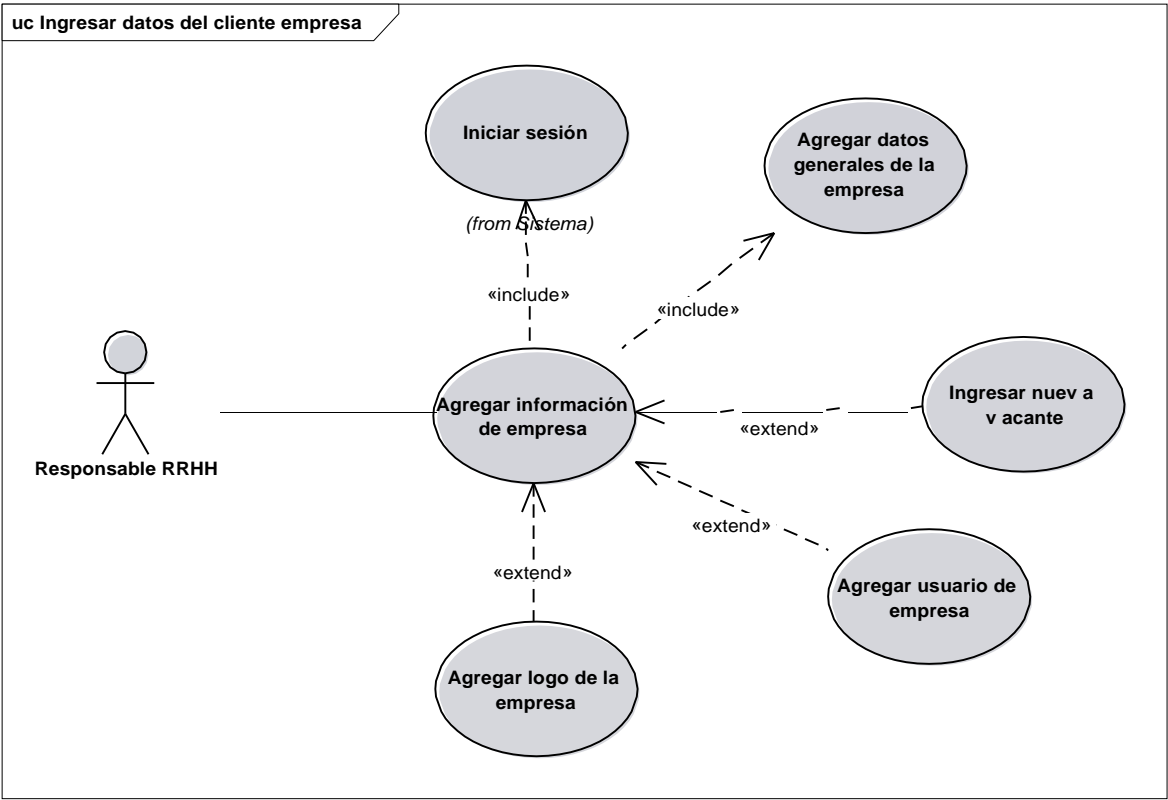 uc Ingresar datos del cliente empresa
Iniciar sesión
(from Sistema)
Agregar datos
generales de la
empresa
«include»
«include»
Agregar información
de empresa
Ingresar nuev a
v acante
«extend»
Responsable RRHH
«extend»
Agregar usuario de
empresa
«extend»
Agregar logo de la
empresa